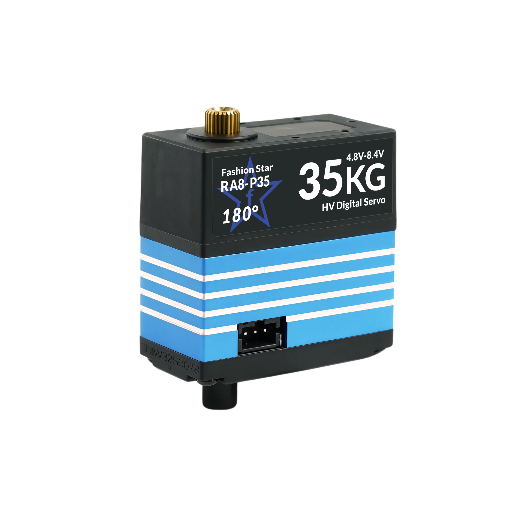 Fashion Star
RA8-P35
180°
4.8V-8.4V
35KG
HV Digital Servo